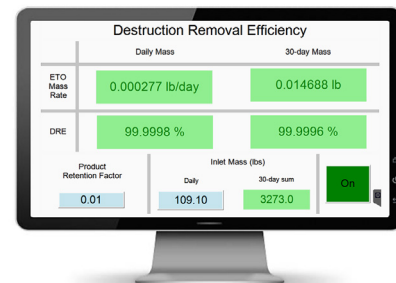 Destruction Removal Efficiency
Daily Mass
30-day Mass
ETO
Mass
Rate
0.000277 lb/day
0.014688 lb
DRE
99.9998 %
99.9996 %
Product
Retention Factor
0.01
Inlet Mass (lbs)
Daily
30-day sum
109.10
3273.0
On